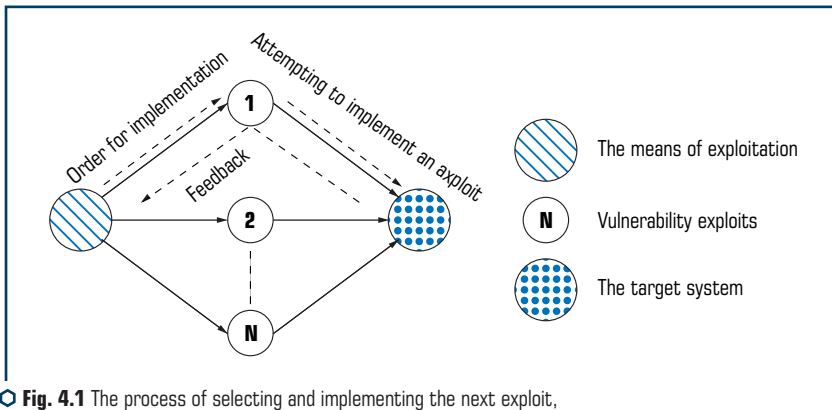 Order for implementation
Attempting to implement an axploit
Feedback
1
2
N
The means of exploitation
N
Vulnerability exploits
The target system
Fig. 4.1 The process of selecting and implementing the next exploit,